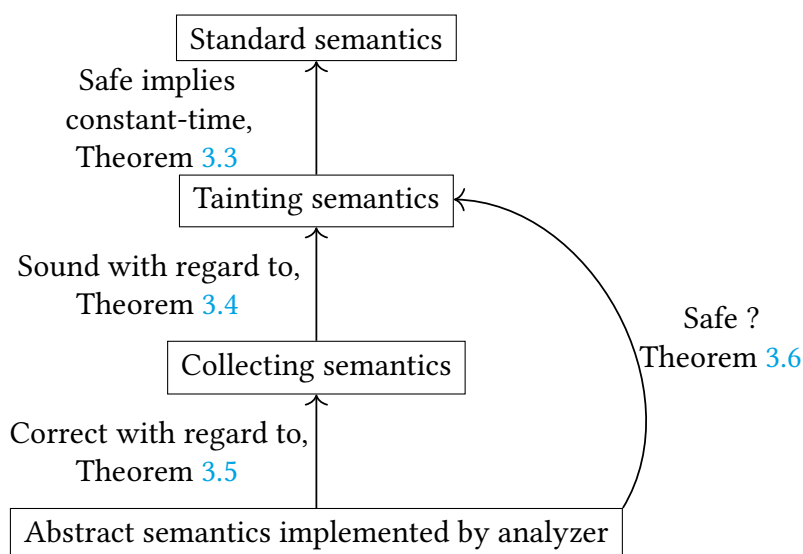 Standard semantics
Safe implies
constant-time,
Theorem 3.3
Tainting semantics
Sound with regard to,
Theorem 3.4
Safe ?
Theorem 3.6
Collecting semantics
Correct with regard to,
Theorem 3.5
Abstract semantics implemented by analyzer